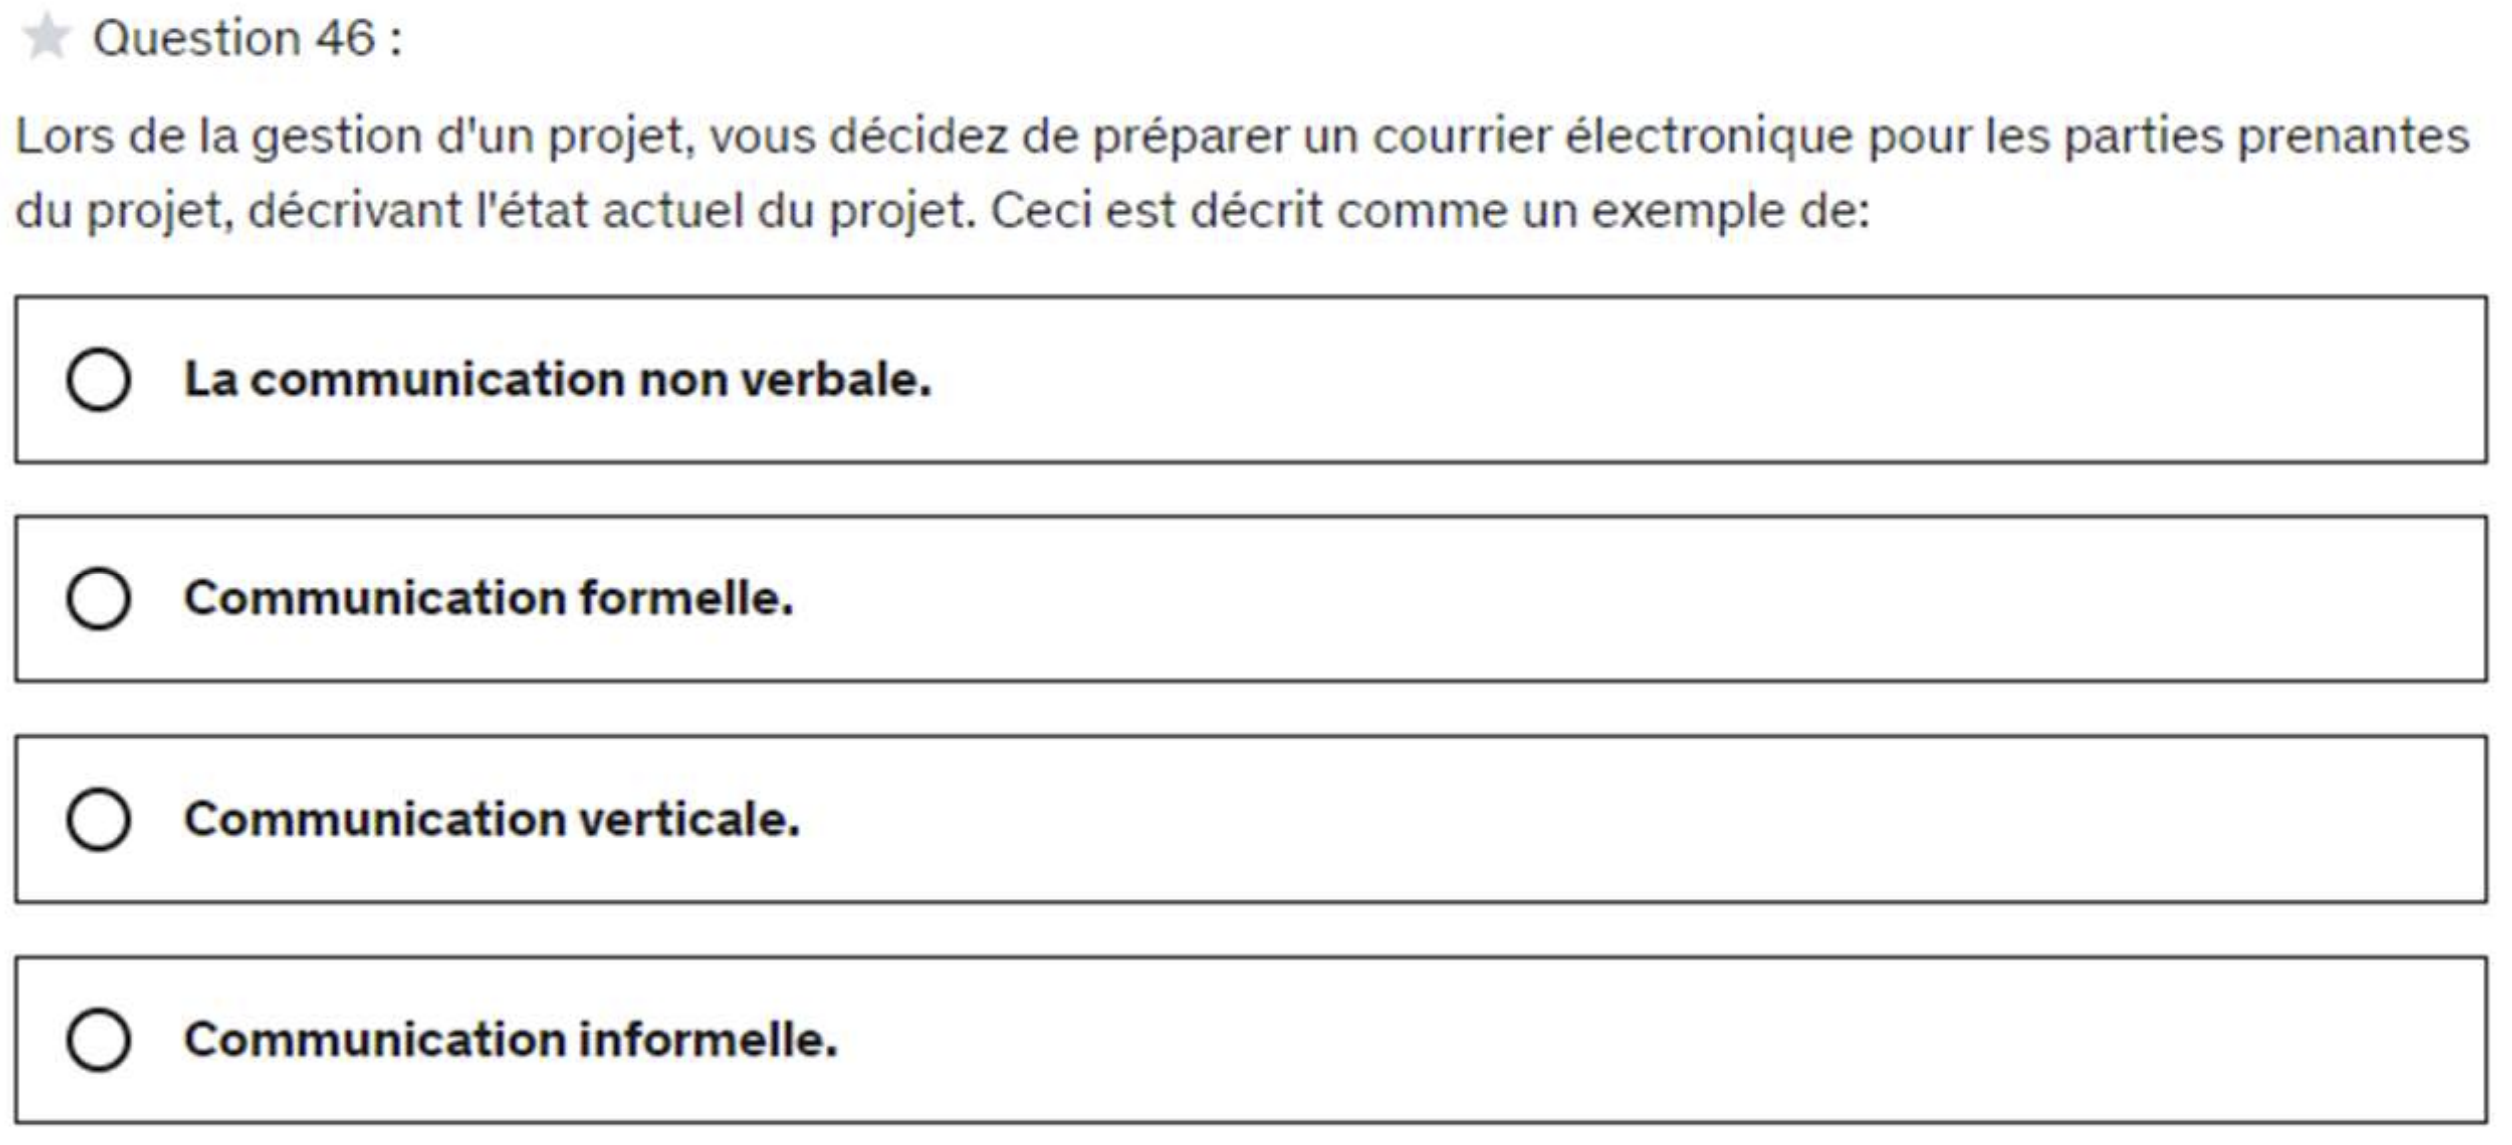 Question 46 :
Lors de la gestion d'un projet, vous décidez de préparer un courrier électronique pour les parties prenantes
du projet, décrivant l'état actuel du projet. Ceci est décrit comme un exemple de:
La communication non verbale.
Communication formelle.
Communication verticale.
Communication informelle.